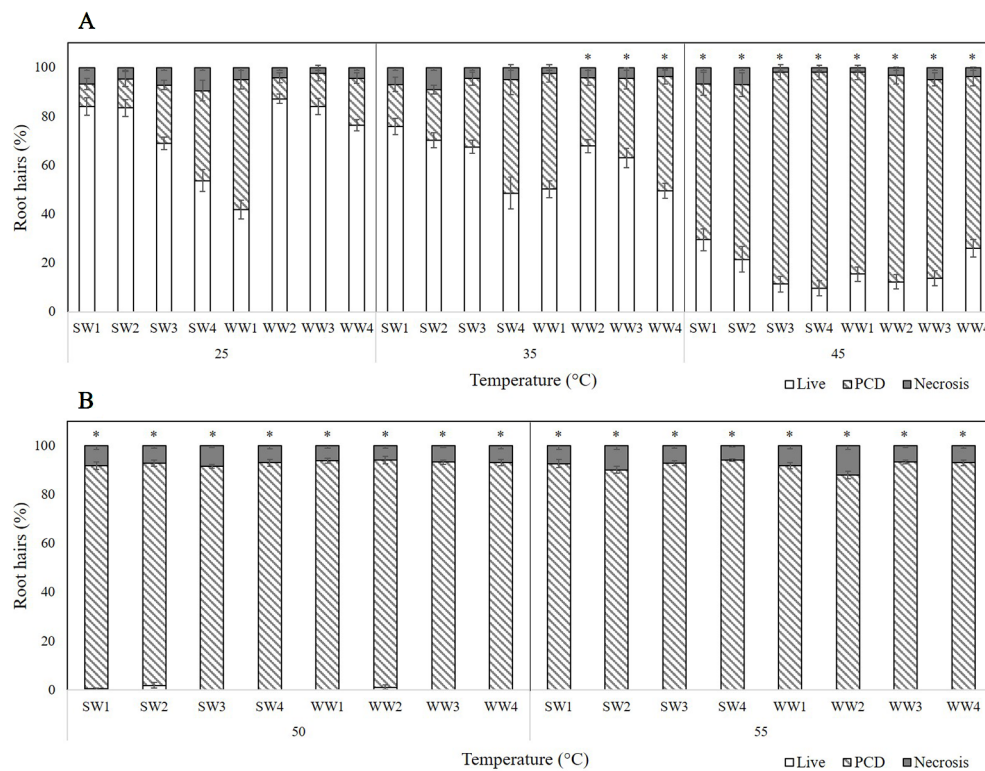 A
* * * * * * * * * * *
100
80
60
40
20
0
Root hairs (%)
SW1 SW2 SW3 SW4 WW1 WW2 WW3 WW4 SW1 SW2 SW3 SW4 WW1 WW2 WW3 WW4 SW1 SW2 SW3 SW4 WW1 WW2 WW3 WW4
25 35 45
Temperature (°C)
Live PCD Necrosis
B
* * * * * * * * * * * * * * * *
100
80
60
40
20
0
Root hairs (%)
SW1 SW2 SW3 SW4 WW1 WW2 WW3 WW4 SW1 SW2 SW3 SW4 WW1 WW2 WW3 WW4
50 55
Temperature (°C)
Live PCD Necrosis